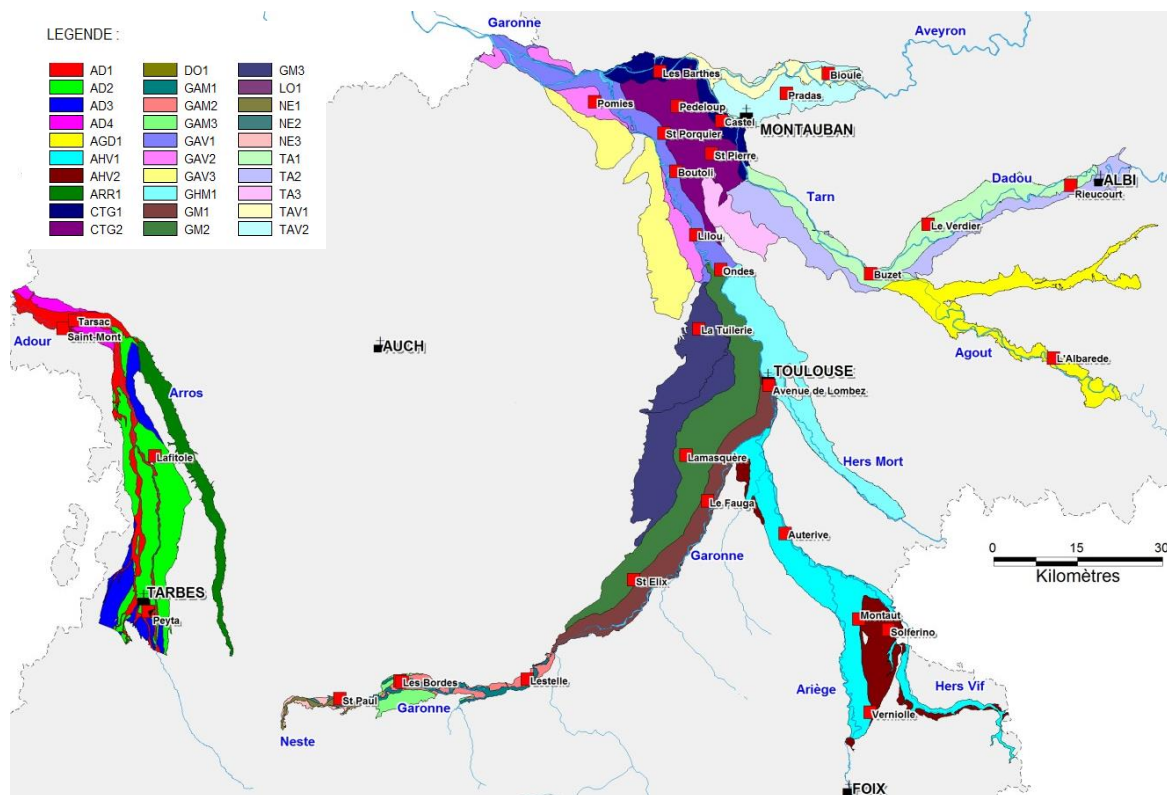 Garonne
Aveyron
LEGENDE :
AD1
AD2
AD3
AD4
AGD1
AHV1
AHV2
ARR1
CTG1
CTG2
DO1
GAM1
GAM2
GAM3
GAV1
GAV2
GAV3
GHM1
GM1
GM2
GM3
LO1
NE1
NE2
NE3
TA1
TA2
TA3
TAV1
TAV2
Les Barthes
Bioule
Pradas
Pomies
Pedeloup
Castel
MONTAUBAN
St Porquier
St Pierre
Boutoli
Tarn
Dadou
ALBI
Rieucourt
Le Verdier
Lilou
Ondes
Buzet
Tarsac
Saint-Mont
Adour
AUCH
La Tuilerie
Agout
L'Albarede
TOULOUSE
Avenue de Lombez
Arros
Lafitole
Lamasquère
Hers Mort
Le Fauga
Auterive
Garonne
0 15 30
Kilomètres
St Elix
TARBES
Peyta
Montaut
Solferino
Lestelle
Les Bordes
St Paul
Garonne
Neste
Ariège
Hers Vif
Verniolle
FOIX